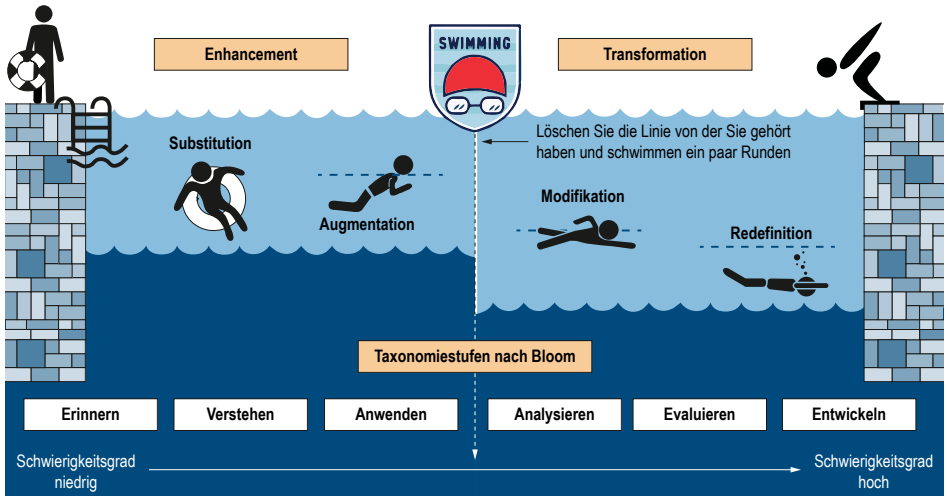 Enhancement
SWIMMING
Transformation
Löschen Sie die Linie von der Sie gehört
haben und schwimmen ein paar Runden
Substitution
Augmentation
Modifikation
Redefinition
Taxonomiestufen nach Bloom
Erinnern
Verstehen
Anwenden
Analysieren
Evaluieren
Entwickeln
Schwierigkeitsgrad
niedrig
Schwierigkeitsgrad
hoch